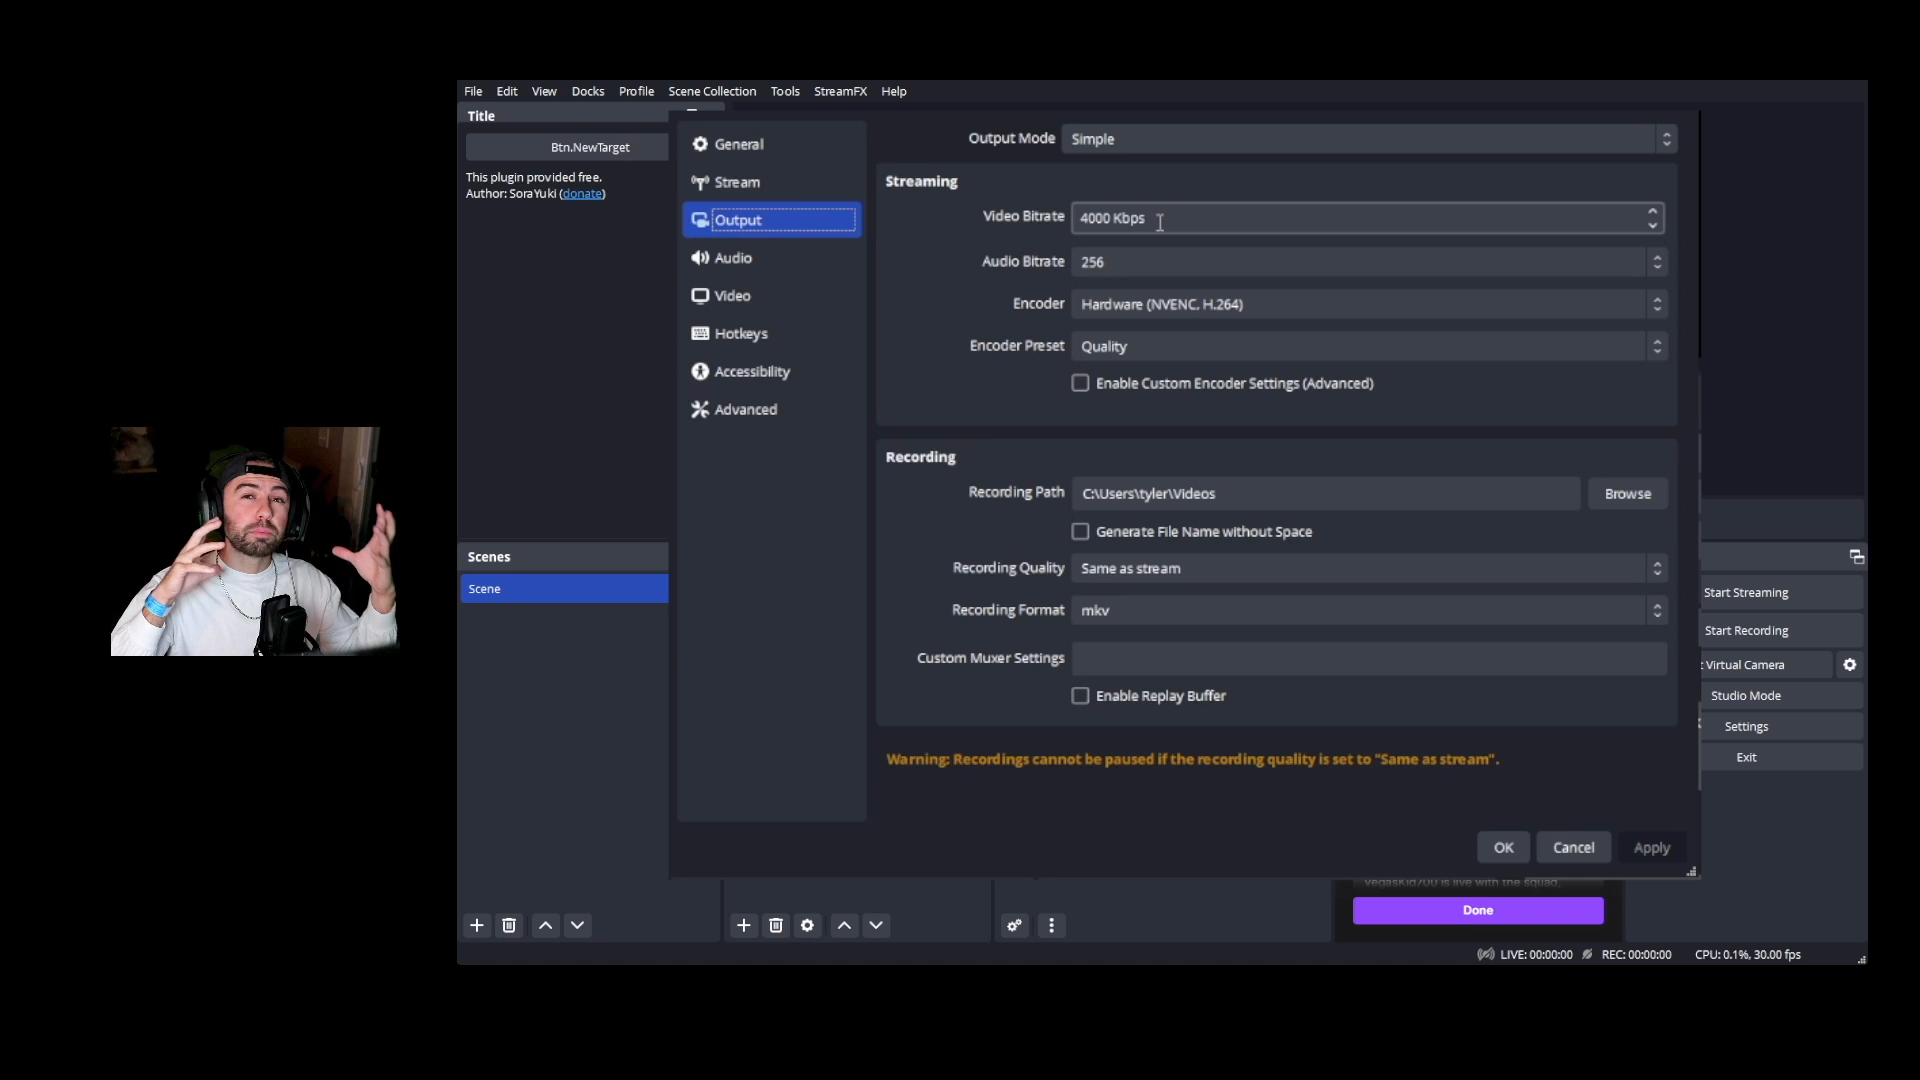 File Edit View Docks Profile Scene Collection Tools StreamFX Help
Title
Btn.NewTarget
This plugin provided free.
Author: SoraYuki (donate)
Scenes
Scene
General
Stream
Output
Audio
Video
Hotkeys
Accessibility
Advanced
Output Mode Simple
Streaming
Video Bitrate 4000 Kbps
Audio Bitrate 256
Encoder Hardware (NVENC, H.264)
Encoder Preset Quality
Enable Custom Encoder Settings (Advanced)
Recording
Recording Path C:\Users\tyler\Videos Browse
Generate File Name without Space
Recording Quality Same as stream
Recording Format mkv
Custom Muxer Settings
Enable Replay Buffer
Warning: Recordings cannot be paused if the recording quality is set to "Same as stream".
OK Cancel Apply
Start Streaming
Start Recording
Virtual Camera
Studio Mode
Settings
Exit
VegasKid700 is live with the squad.
Done
LIVE: 00:00:00 REC: 00:00:00 CPU: 0.1%, 30.00 fps